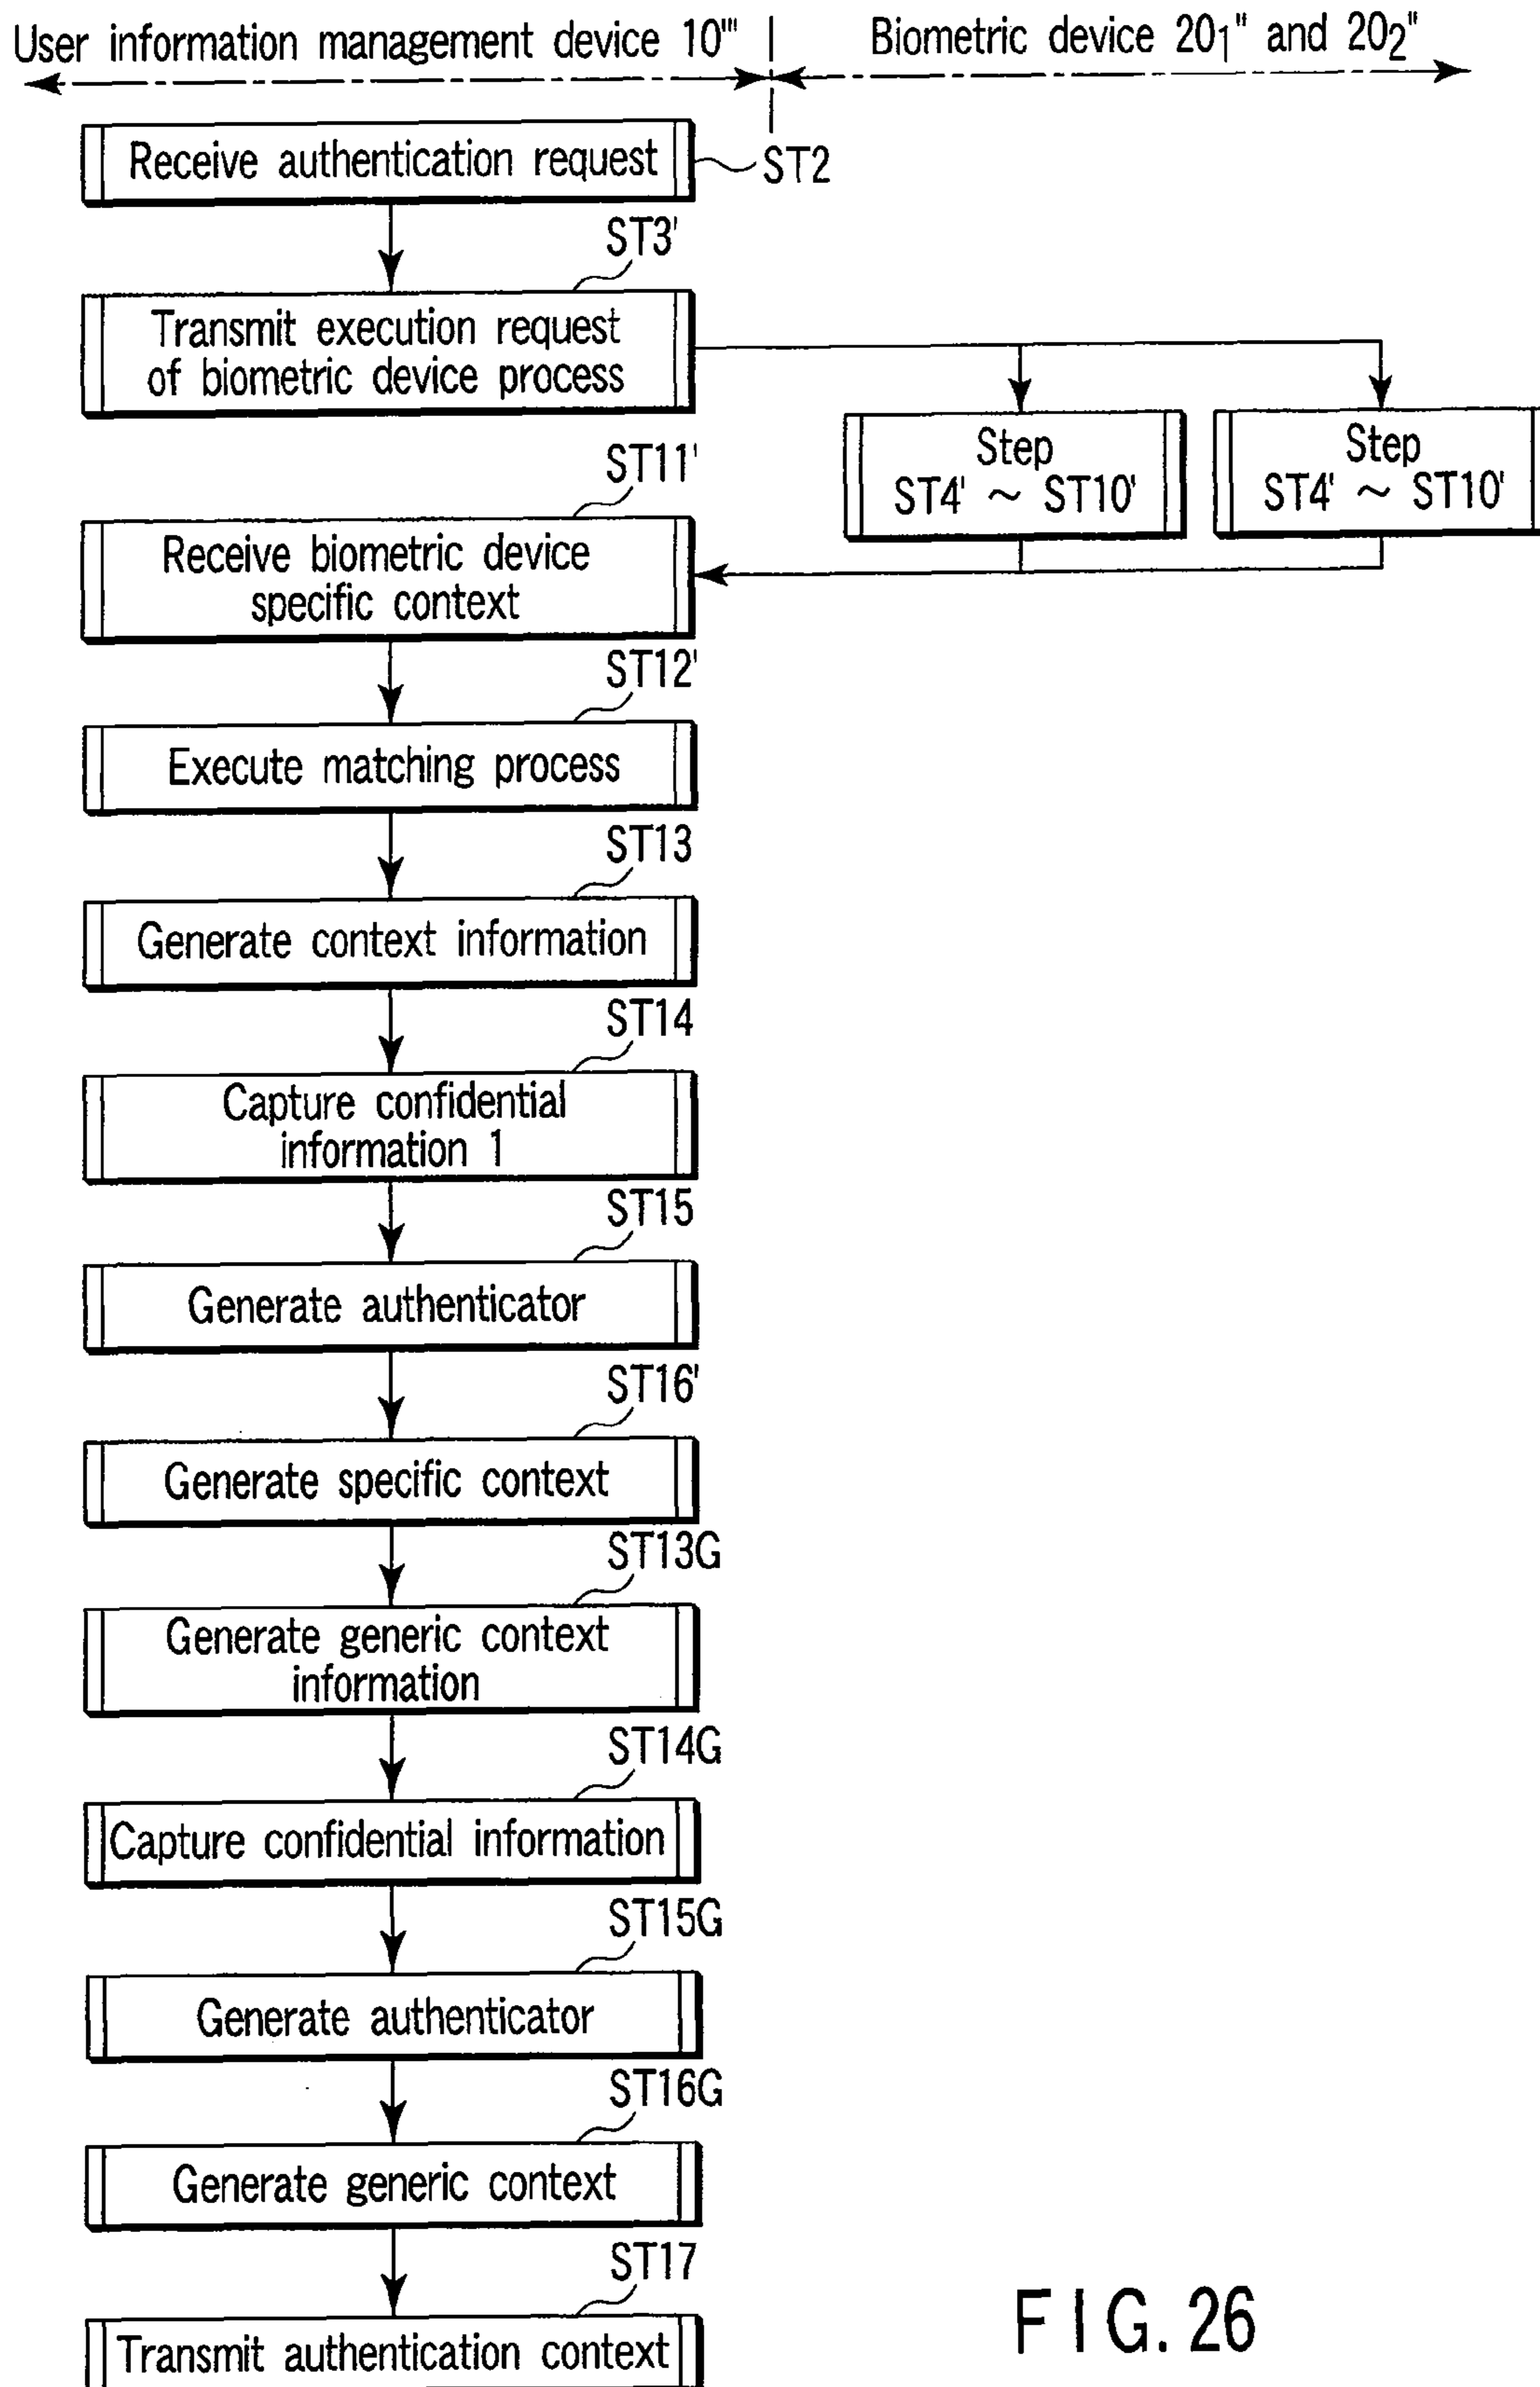 User information management device 10''' Biometric device 20₁" and 20₂"
Receive authentication request
ST2
ST3'
Transmit execution request
of biometric device process
Step
ST4' ~ ST10'
Step
ST4' ~ ST10'
ST11'
Receive biometric device
specific context
ST12'
Execute matching process
ST13
Generate context information
ST14
Capture confidential
information 1
ST15
Generate authenticator
ST16'
Generate specific context
ST13G
Generate generic context
information
ST14G
Capture confidential information
ST15G
Generate authenticator
ST16G
Generate generic context
ST17
Transmit authentication context
FIG. 26